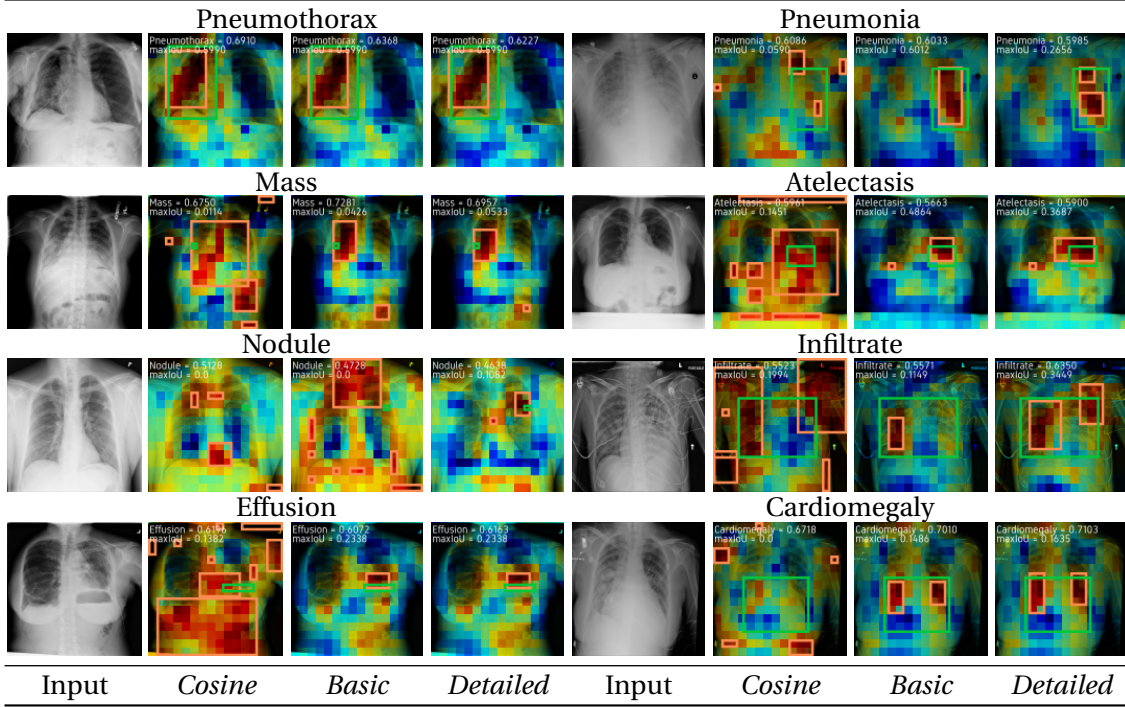 Pneumothorax Pneumonia
Pneumothorax = 0.6910 Pneumothorax = 0.6368 Pneumothorax = 0.6227 Pneumonia = 0.6086 Pneumonia = 0.6033 Pneumonia = 0.5985
maxIoU = 0.5990 maxIoU = 0.5990 maxIoU = 0.5990 maxIoU = 0.0590 maxIoU = 0.6012 maxIoU = 0.2656
Mass Atelectasis
Mass = 0.6750 Mass = 0.7281 Mass = 0.6957 Atelectasis = 0.5961 Atelectasis = 0.5663 Atelectasis = 0.5900
maxIoU = 0.0114 maxIoU = 0.0426 maxIoU = 0.0533 maxIoU = 0.1451 maxIoU = 0.4864 maxIoU = 0.3687
Nodule Infiltrate
Nodule = 0.5128 Nodule = 0.4728 Nodule = 0.4638 Infiltrate = 0.5523 Infiltrate = 0.5571 Infiltrate = 0.6350
maxIoU = 0.0 maxIoU = 0.0 maxIoU = 0.1082 maxIoU = 0.1994 maxIoU = 0.1149 maxIoU = 0.3449
Effusion Cardiomegaly
Effusion = 0.6196 Effusion = 0.6072 Effusion = 0.6163 Cardiomegaly = 0.6718 Cardiomegaly = 0.7010 Cardiomegaly = 0.7103
maxIoU = 0.1382 maxIoU = 0.2338 maxIoU = 0.2338 maxIoU = 0.0 maxIoU = 0.1486 maxIoU = 0.1635
Input Cosine Basic Detailed Input Cosine Basic Detailed